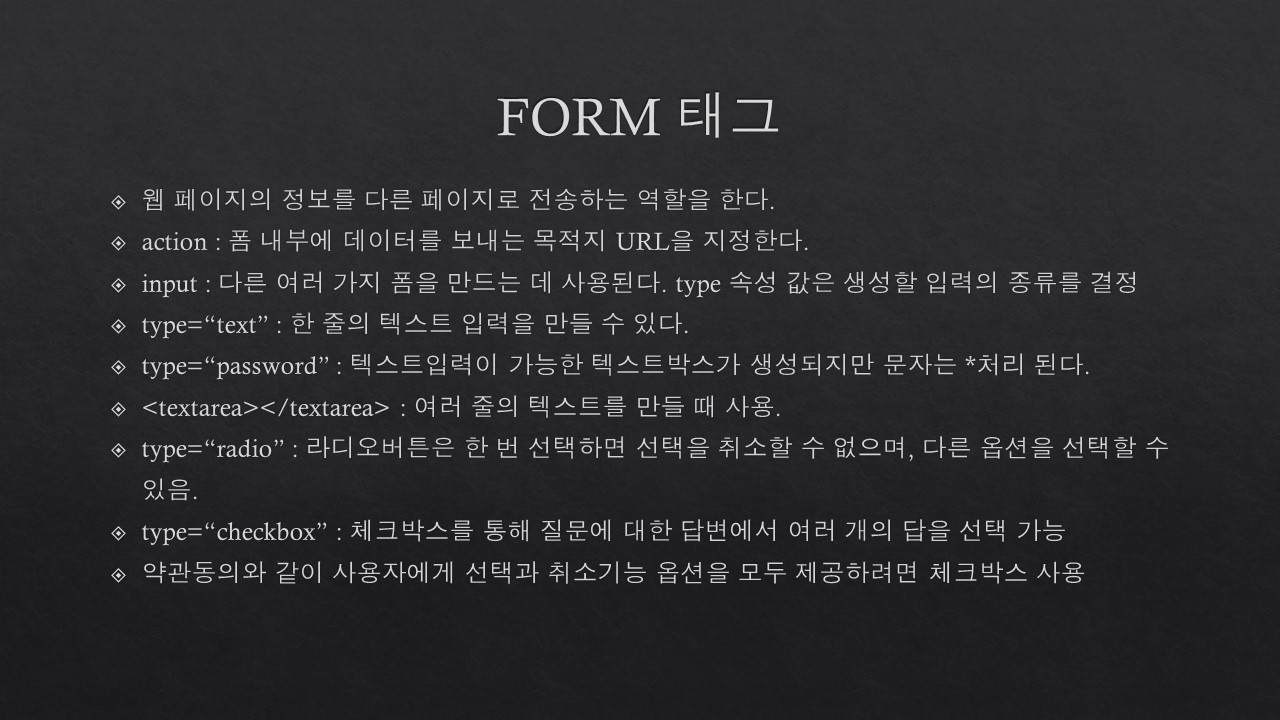 FORM 태그
웹 페이지의 정보를 다른 페이지로 전송하는 역할을 한다.
action : 폼 내부에 데이터를 보내는 목적지 URL을 지정한다.
input : 다른 여러 가지 폼을 만드는 데 사용된다. type 속성 값은 생성할 입력의 종류를 결정
type=“text” : 한 줄의 텍스트 입력을 만들 수 있다.
type=“password” : 텍스트입력이 가능한 텍스트박스가 생성되지만 문자는 *처리 된다.
<textarea></textarea> : 여러 줄의 텍스트를 만들 때 사용.
type=“radio” : 라디오버튼은 한 번 선택하면 선택을 취소할 수 없으며, 다른 옵션을 선택할 수
있음.
type=“checkbox” : 체크박스를 통해 질문에 대한 답변에서 여러 개의 답을 선택 가능
약관동의와 같이 사용자에게 선택과 취소기능 옵션을 모두 제공하려면 체크박스 사용